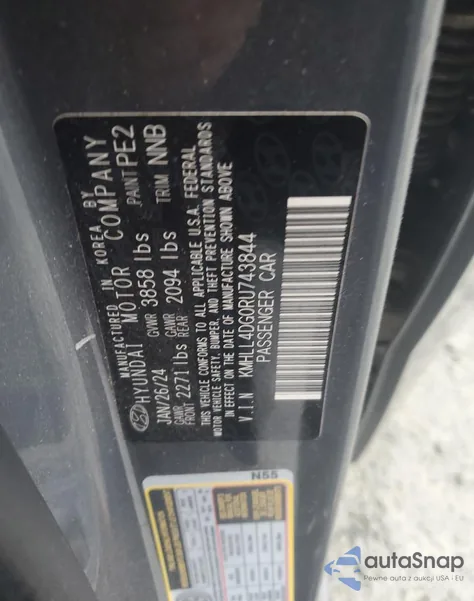 MANUFACTURED IN KOREA BY
HYUNDAI MOTOR COMPANY
JAN/26/24 GVWR 3858 lbs PAINT PE2
GAWR FRONT 2271 lbs GAWR REAR 2094 lbs TRIM NNB
THIS VEHICLE CONFORMS TO ALL APPLICABLE U.S.A. FEDERAL
MOTOR VEHICLE SAFETY, BUMPER, AND THEFT PREVENTION STANDARDS
IN EFFECT ON THE DATE OF MANUFACTURE SHOWN ABOVE
V.I.N KMHLL4DG0RU743844
PASSENGER CAR
N55
autaSnap
Pewne auta z aukcji USA i EU